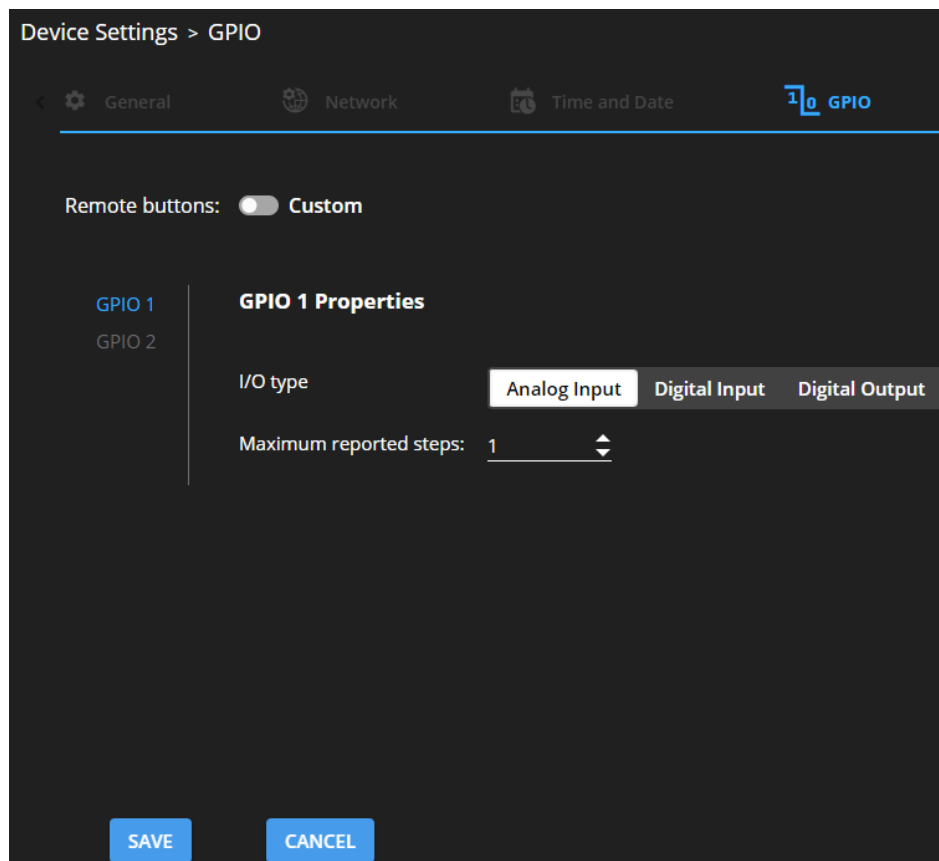 Device Settings > GPIO
< General Network Time and Date GPIO
Remote buttons: Custom
GPIO 1
GPIO 2
GPIO 1 Properties
I/O type Analog Input Digital Input Digital Output
Maximum reported steps: 1
SAVE CANCEL